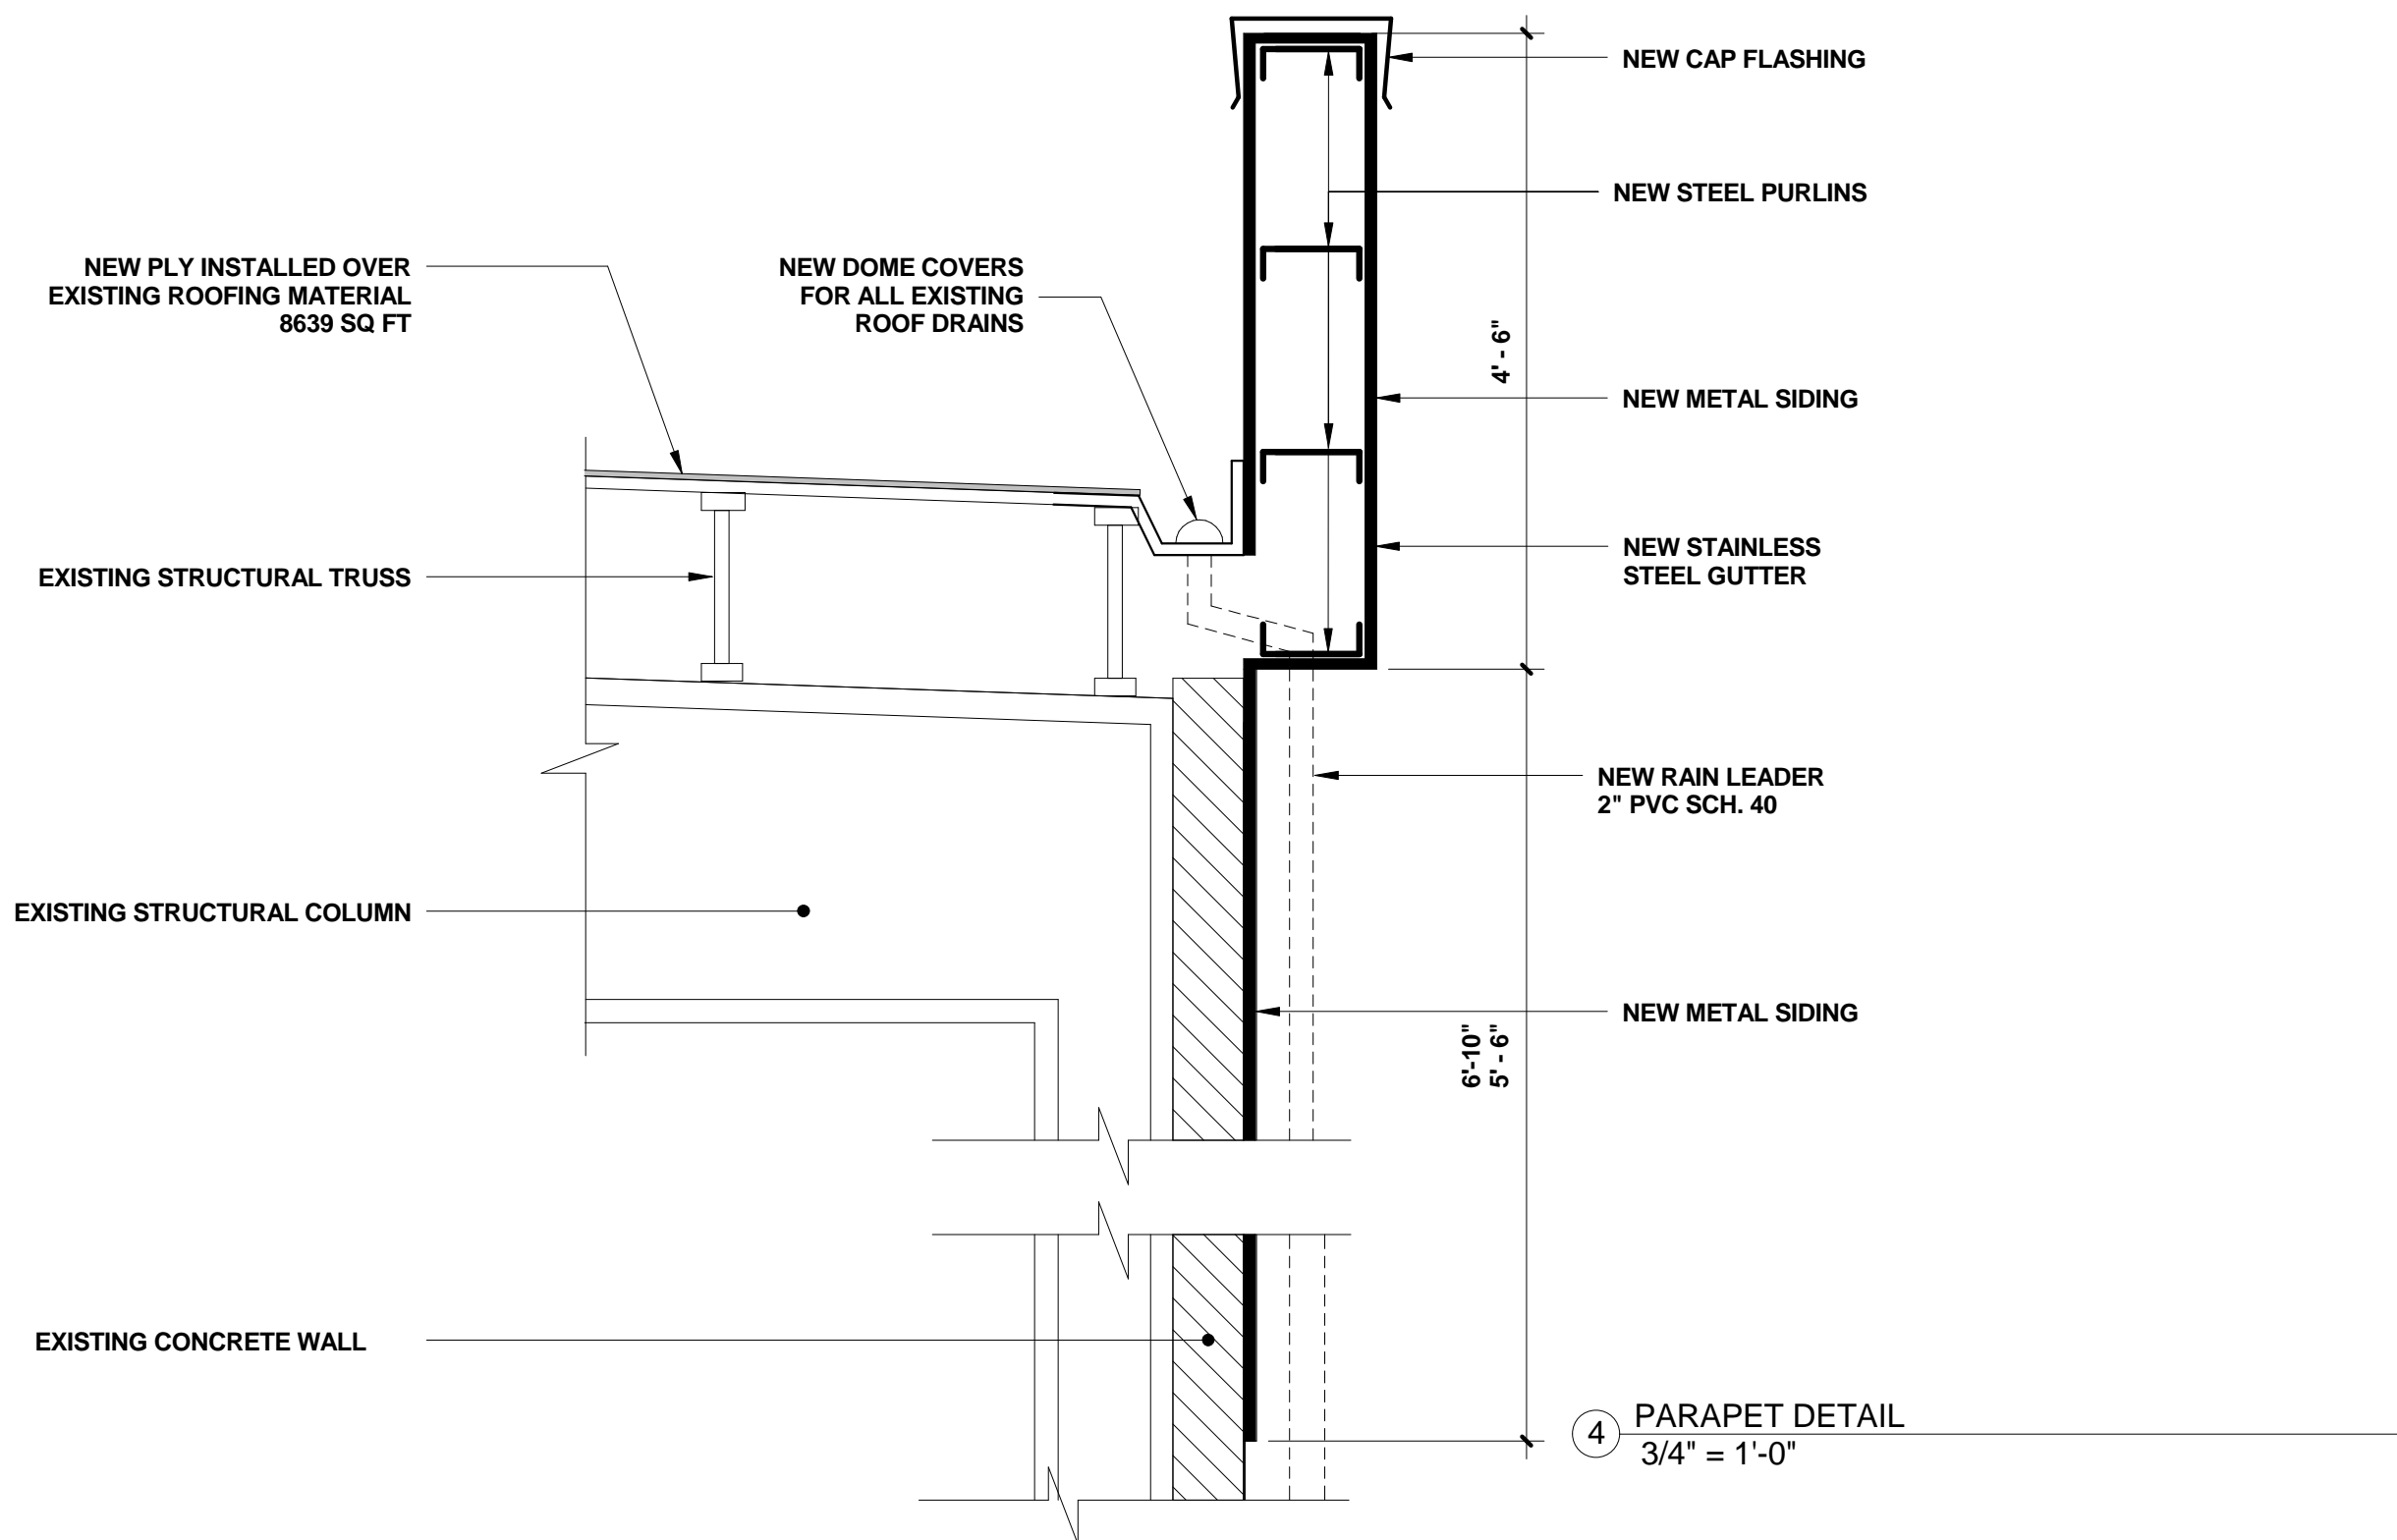 NEW CAP FLASHING
NEW STEEL PURLINS
NEW PLY INSTALLED OVER
EXISTING ROOFING MATERIAL
8639 SQ FT
NEW DOME COVERS
FOR ALL EXISTING
ROOF DRAINS
4' - 6"
NEW METAL SIDING
NEW STAINLESS
STEEL GUTTER
EXISTING STRUCTURAL TRUSS
NEW RAIN LEADER
2" PVC SCH. 40
EXISTING STRUCTURAL COLUMN
NEW METAL SIDING
6'-10"
5' - 6"
EXISTING CONCRETE WALL
4
PARAPET DETAIL
3/4" = 1'-0"